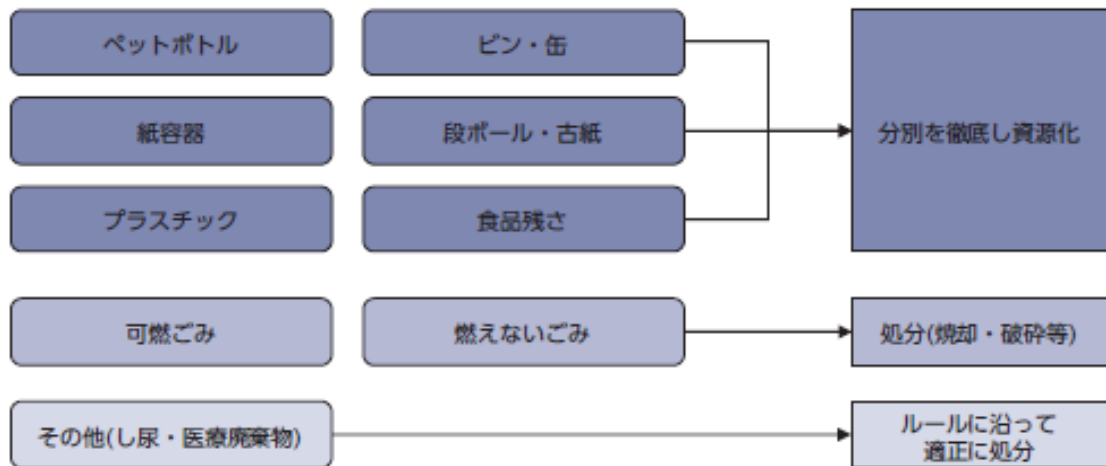 ペットボトル
ビン・缶
紙容器
段ボール・古紙
分別を徹底し資源化
プラスチック
食品残さ
可燃ごみ
燃えないごみ
処分(焼却・破砕等)
その他(し尿・医療廃棄物)
ルールに沿って
適正に処分